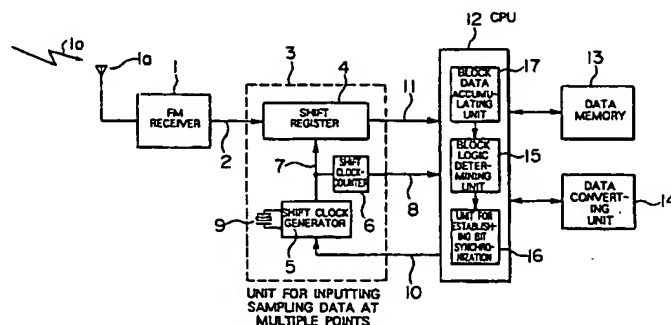 1a
1a
1
FM
RECEIVER
2
3
4
SHIFT
REGISTER
7
SHIFT
CLOCK-
COUNTER
6
9
SHIFT CLOCK
GENERATOR
5
UNIT FOR INPUTTING
SAMPLING DATA AT
MULTIPLE POINTS
11
8
10
12 CPU
BLOCK
DATA
ACCUMU-
LATING
UNIT
17
BLOCK
LOGIC
DETER-
MINING
UNIT
15
UNIT FOR
ESTABLISH-
ING BIT
SYNCHRO-
NIZATION
16
13
DATA
MEMORY
DATA
CONVERT-
ING
UNIT
14